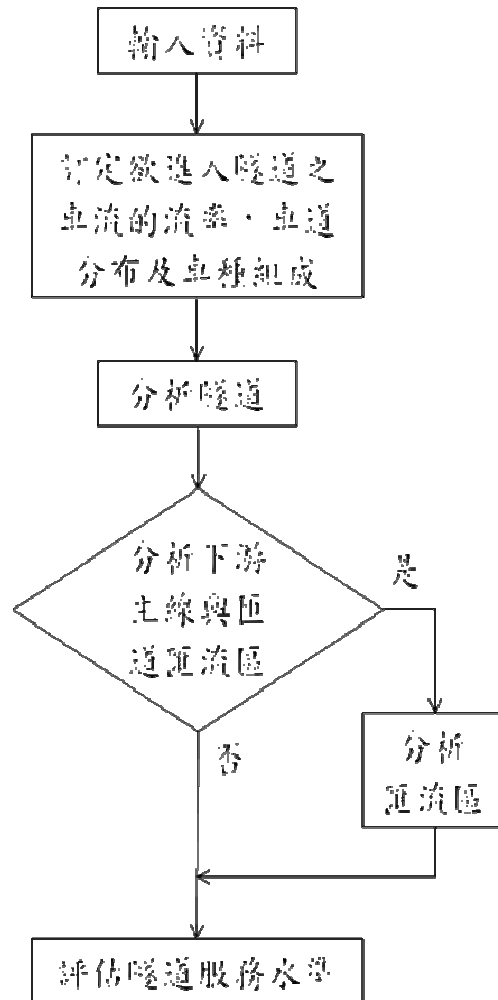 輸入資料
訂定欲進入隧道之
車流的流率，車道
分布及車種組成
分析隧道
分析下游
主線與匝
道匯流區
是
否
分析
匯流區
評估隧道服務水準